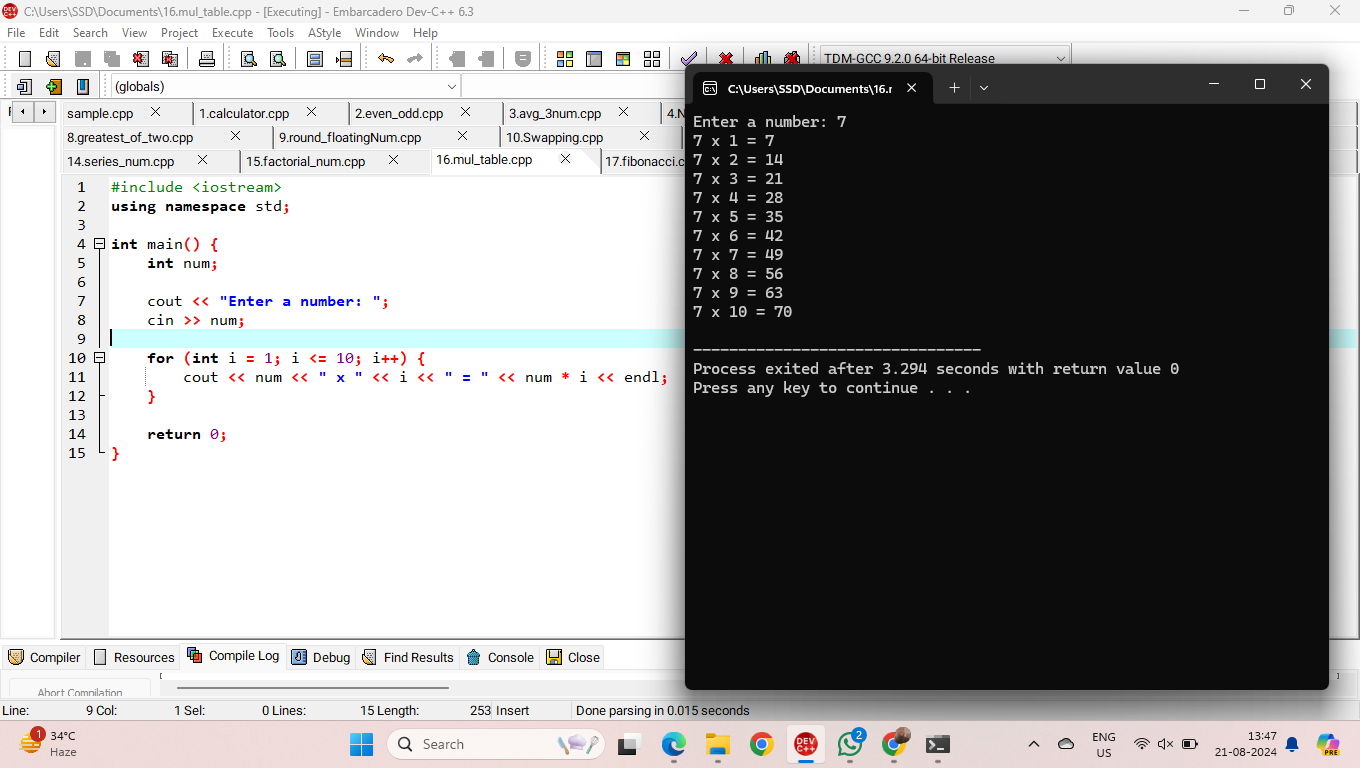 C:\Users\SSD\Documents\16.mul_table.cpp - [Executing] - Embarcadero Dev-C++ 6.3
File Edit Search View Project Execute Tools AStyle Window Help
TDM-GCC 9.2.0 64-bit Release
(globals)
sample.cpp 1.calculator.cpp 2.even_odd.cpp 3.avg_3num.cpp
8.greatest_of_two.cpp 9.round_floatingNum.cpp 10.Swapping.cpp
14.series_num.cpp 15.factorial_num.cpp 16.mul_table.cpp 17.fibonacci.c
1 #include <iostream>
2 using namespace std;
3
4 int main() {
5 int num;
6
7 cout << "Enter a number: ";
8 cin >> num;
9
10 for (int i = 1; i <= 10; i++) {
11 cout << num << " x " << i << " = " << num * i << endl;
12 }
13
14 return 0;
15 }
C:\Users\SSD\Documents\16.r
Enter a number: 7
7 x 1 = 7
7 x 2 = 14
7 x 3 = 21
7 x 4 = 28
7 x 5 = 35
7 x 6 = 42
7 x 7 = 49
7 x 8 = 56
7 x 9 = 63
7 x 10 = 70
--------------------------------
Process exited after 3.294 seconds with return value 0
Press any key to continue . . .
Compiler Resources Compile Log Debug Find Results Console Close
Abort Compilation
Line: 9 Col: 1 Sel: 0 Lines: 15 Length: 253 Insert Done parsing in 0.015 seconds
1
34°C
Haze
Search
DEV C++
2
ENG
US
13:47
21-08-2024
PRE